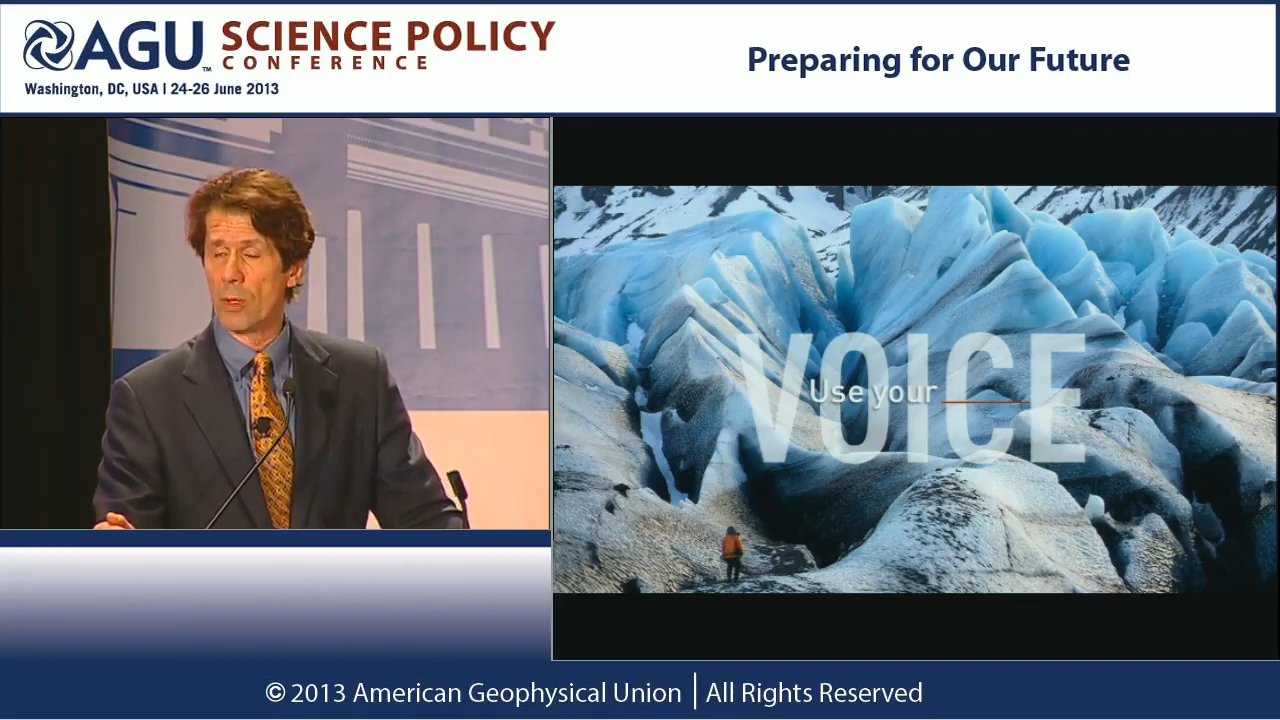 AGU™ SCIENCE POLICY
CONFERENCE
Washington, DC, USA | 24-26 June 2013
Preparing for Our Future
VOICE
Use your
© 2013 American Geophysical Union | All Rights Reserved